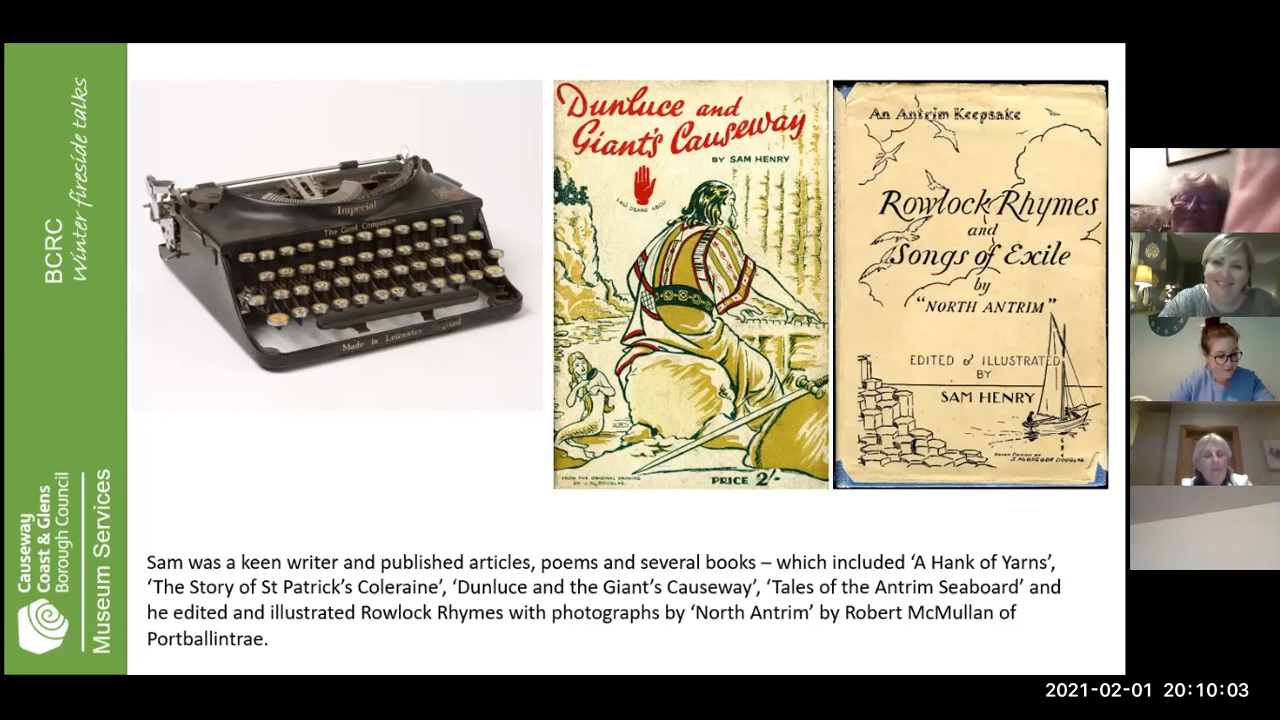 BCRC
Winter fireside talks
Causeway
Coast & Glens
Borough Council
Museum Services
Imperial
The Good Companion
Made in Leicester, England
Dunluce and
Giant's Causeway
BY SAM HENRY
LAṀ DEARG ABOO
FROM THE ORIGINAL DRAWING
BY J. M. DOUGLAS.
PRICE 2/-
An Antrim Keepsake
Rowlock Rhymes
and
Songs of Exile
by
"NORTH ANTRIM"
EDITED & ILLUSTRATED
BY
SAM HENRY
COVER DESIGN BY
J. McGREGOR DOUGLAS.
Sam was a keen writer and published articles, poems and several books – which included ‘A Hank of Yarns’,
‘The Story of St Patrick’s Coleraine’, ‘Dunluce and the Giant’s Causeway’, ‘Tales of the Antrim Seaboard’ and
he edited and illustrated Rowlock Rhymes with photographs by ‘North Antrim’ by Robert McMullan of
Portballintrae.
2021-02-01 20:10:03